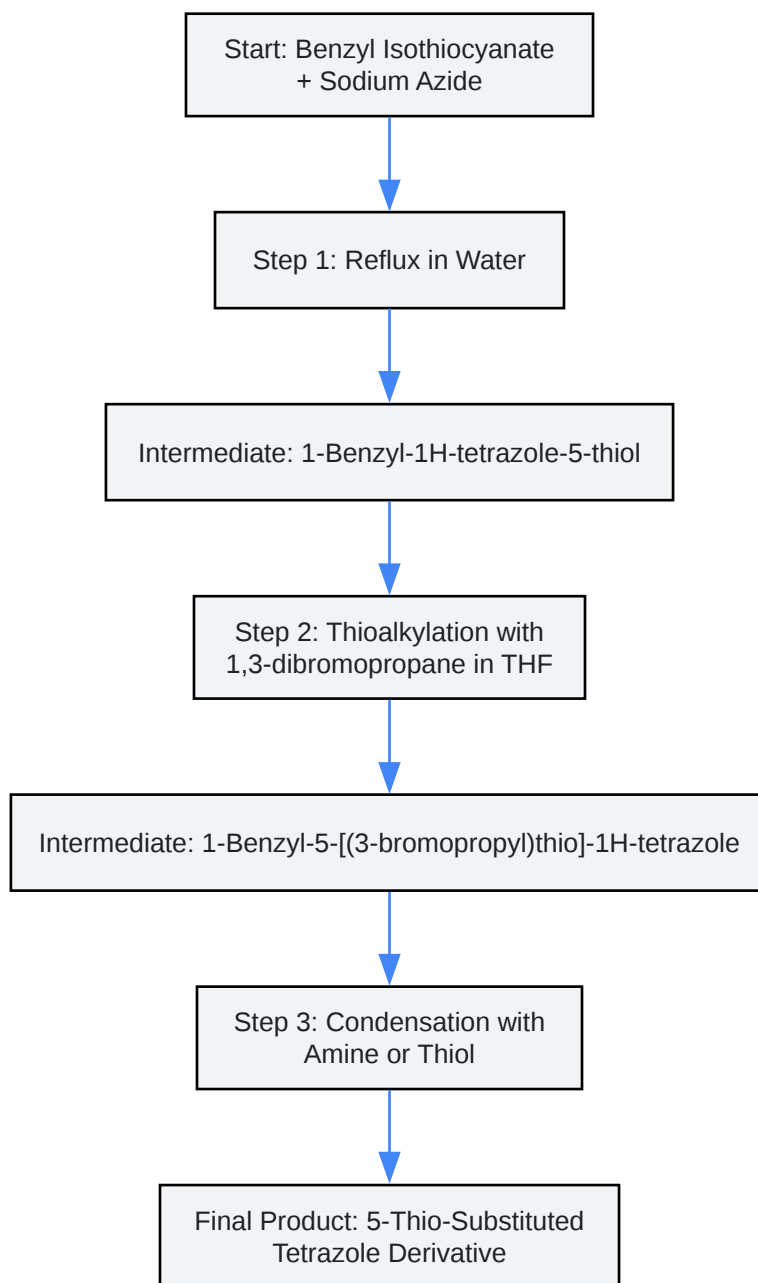 Start: Benzyl Isothiocyanate
+ Sodium Azide
Step 1: Reflux in Water
Intermediate: 1-Benzyl-1H-tetrazole-5-thiol
Step 2: Thioalkylation with
1,3-dibromopropane in THF
Intermediate: 1-Benzyl-5-[(3-bromopropyl)thio]-1H-tetrazole
Step 3: Condensation with
Amine or Thiol
Final Product: 5-Thio-Substituted
Tetrazole Derivative